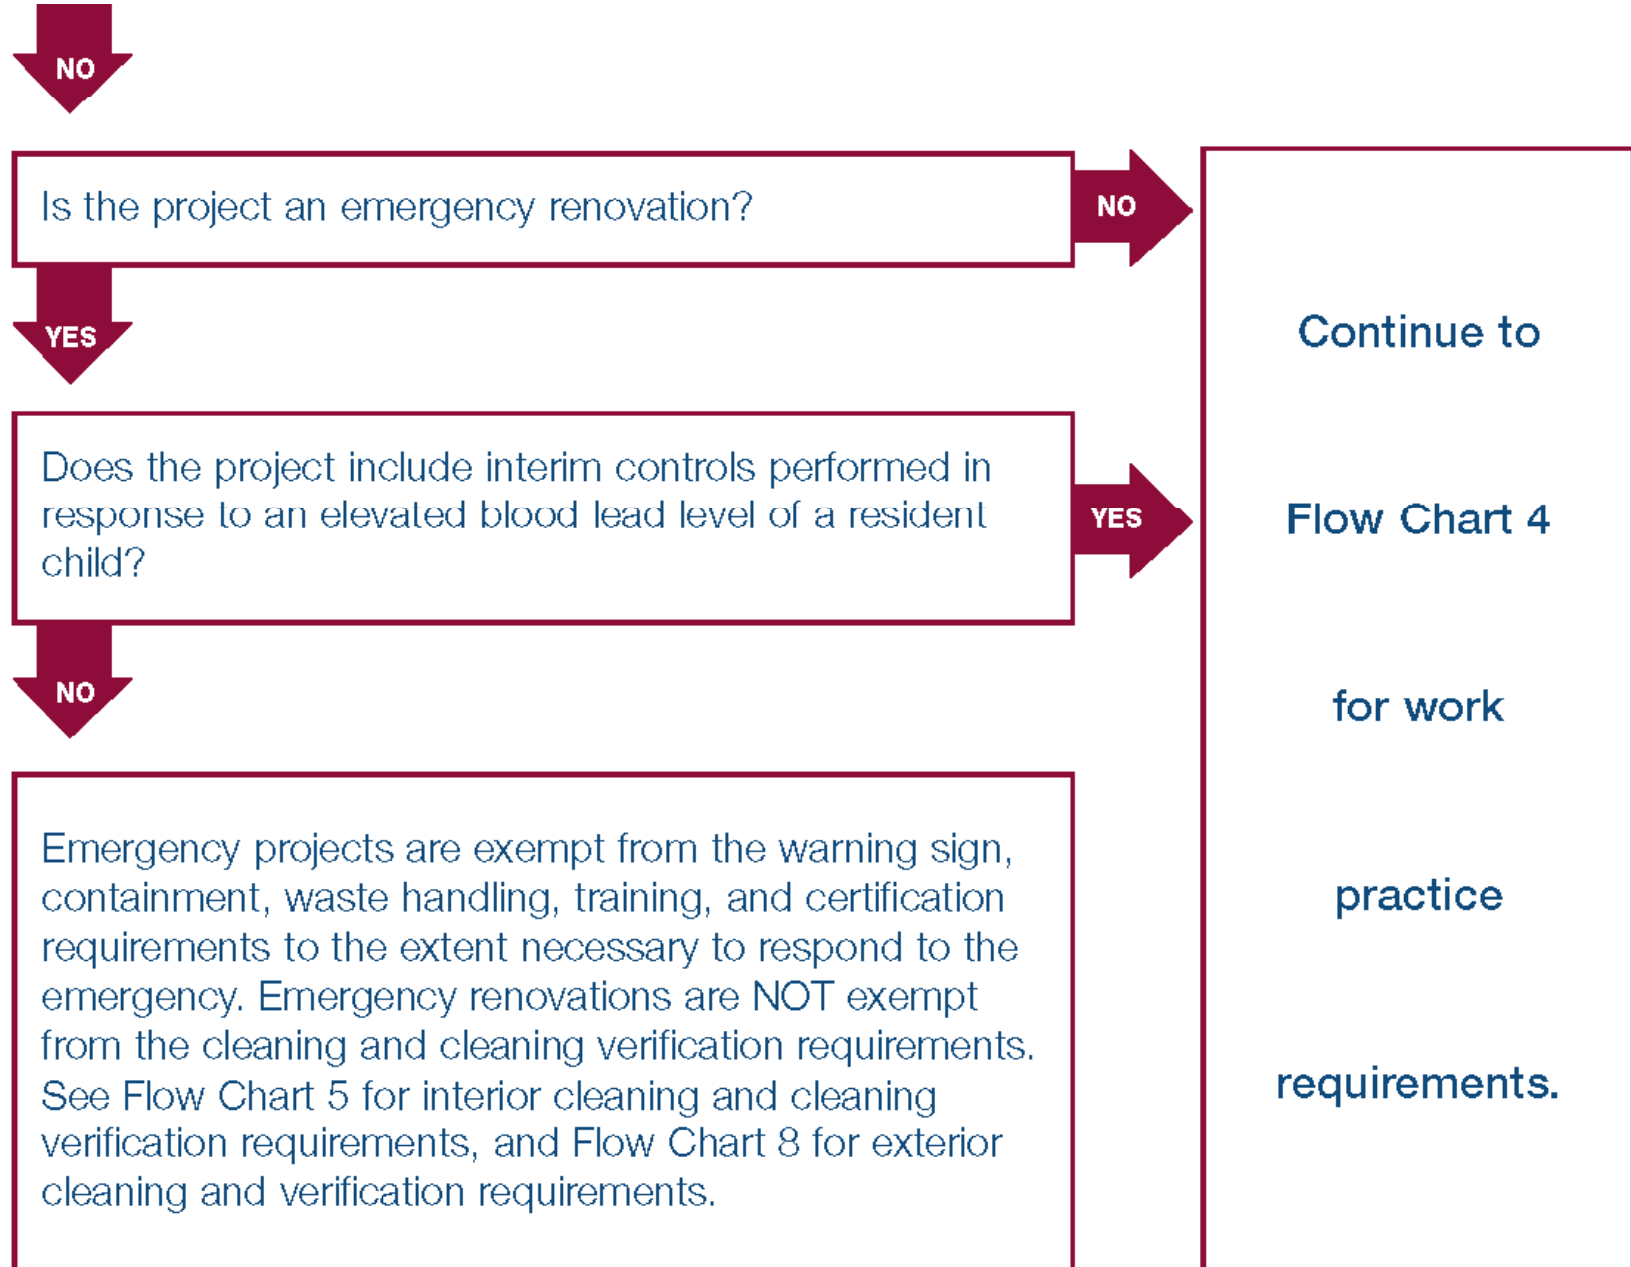 NO
Is the project an emergency renovation?
NO
YES
Does the project include interim controls performed in
response to an elevated blood lead level of a resident
child?
YES
NO
Emergency projects are exempt from the warning sign,
containment, waste handling, training, and certification
requirements to the extent necessary to respond to the
emergency. Emergency renovations are NOT exempt
from the cleaning and cleaning verification requirements.
See Flow Chart 5 for interior cleaning and cleaning
verification requirements, and Flow Chart 8 for exterior
cleaning and verification requirements.
Continue to
Flow Chart 4
for work
practice
requirements.